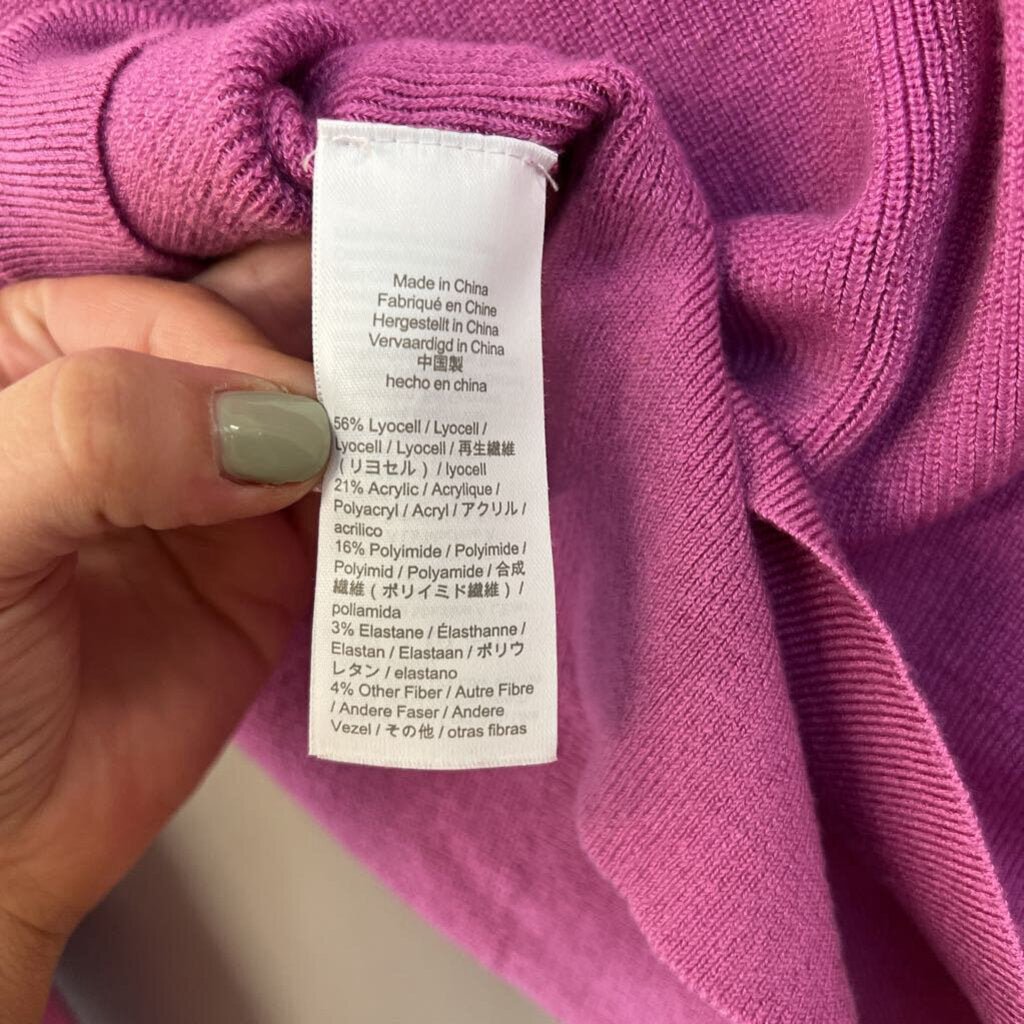 Made in China
Fabriqué en Chine
Hergestellt in China
Vervaardigd in China
中国製
hecho en china
56% Lyocell / Lyocell /
Lyocell / Lyocell / 再生繊維
(リヨセル) / lyocell
21% Acrylic / Acrylique /
Polyacryl / Acryl / アクリル /
acrilico
16% Polyimide / Polyimide /
Polyimid / Polyamide / 合成
繊維 (ポリイミド繊維) /
poliamida
3% Elastane / Élasthanne /
Elastan / Elastaan / ポリウ
レタン / elastano
4% Other Fiber / Autre Fibre
/ Andere Faser / Andere
Vezel / その他 / otras fibras